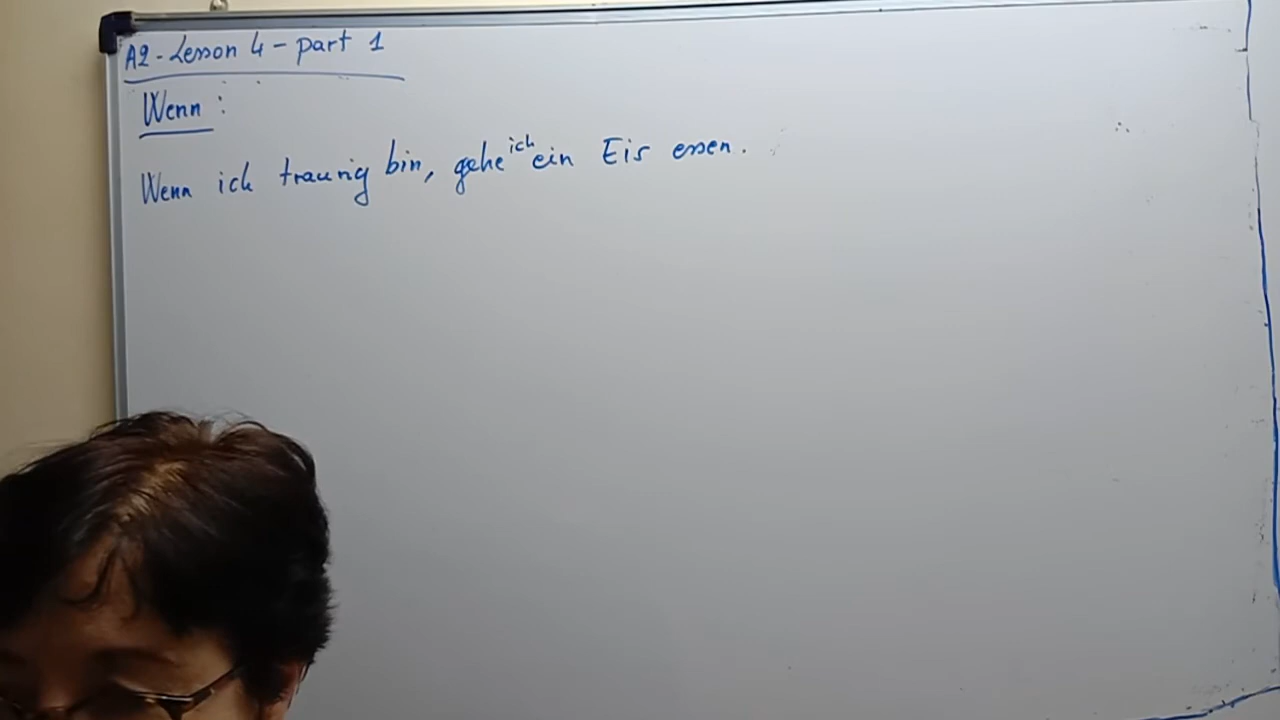 A2 - Lesson 4 - part 1
Wenn :
Wenn ich traurig bin, gehe ich ein Eis essen.